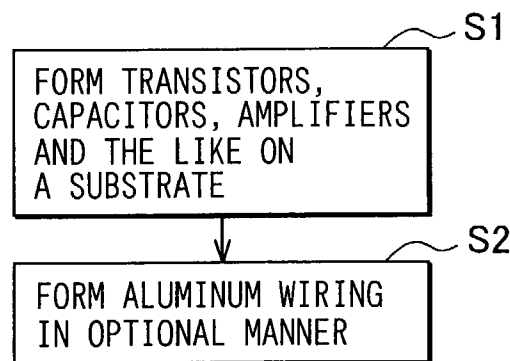 S1
FORM TRANSISTORS,
CAPACITORS, AMPLIFIERS
AND THE LIKE ON
A SUBSTRATE
S2
FORM ALUMINUM WIRING
IN OPTIONAL MANNER